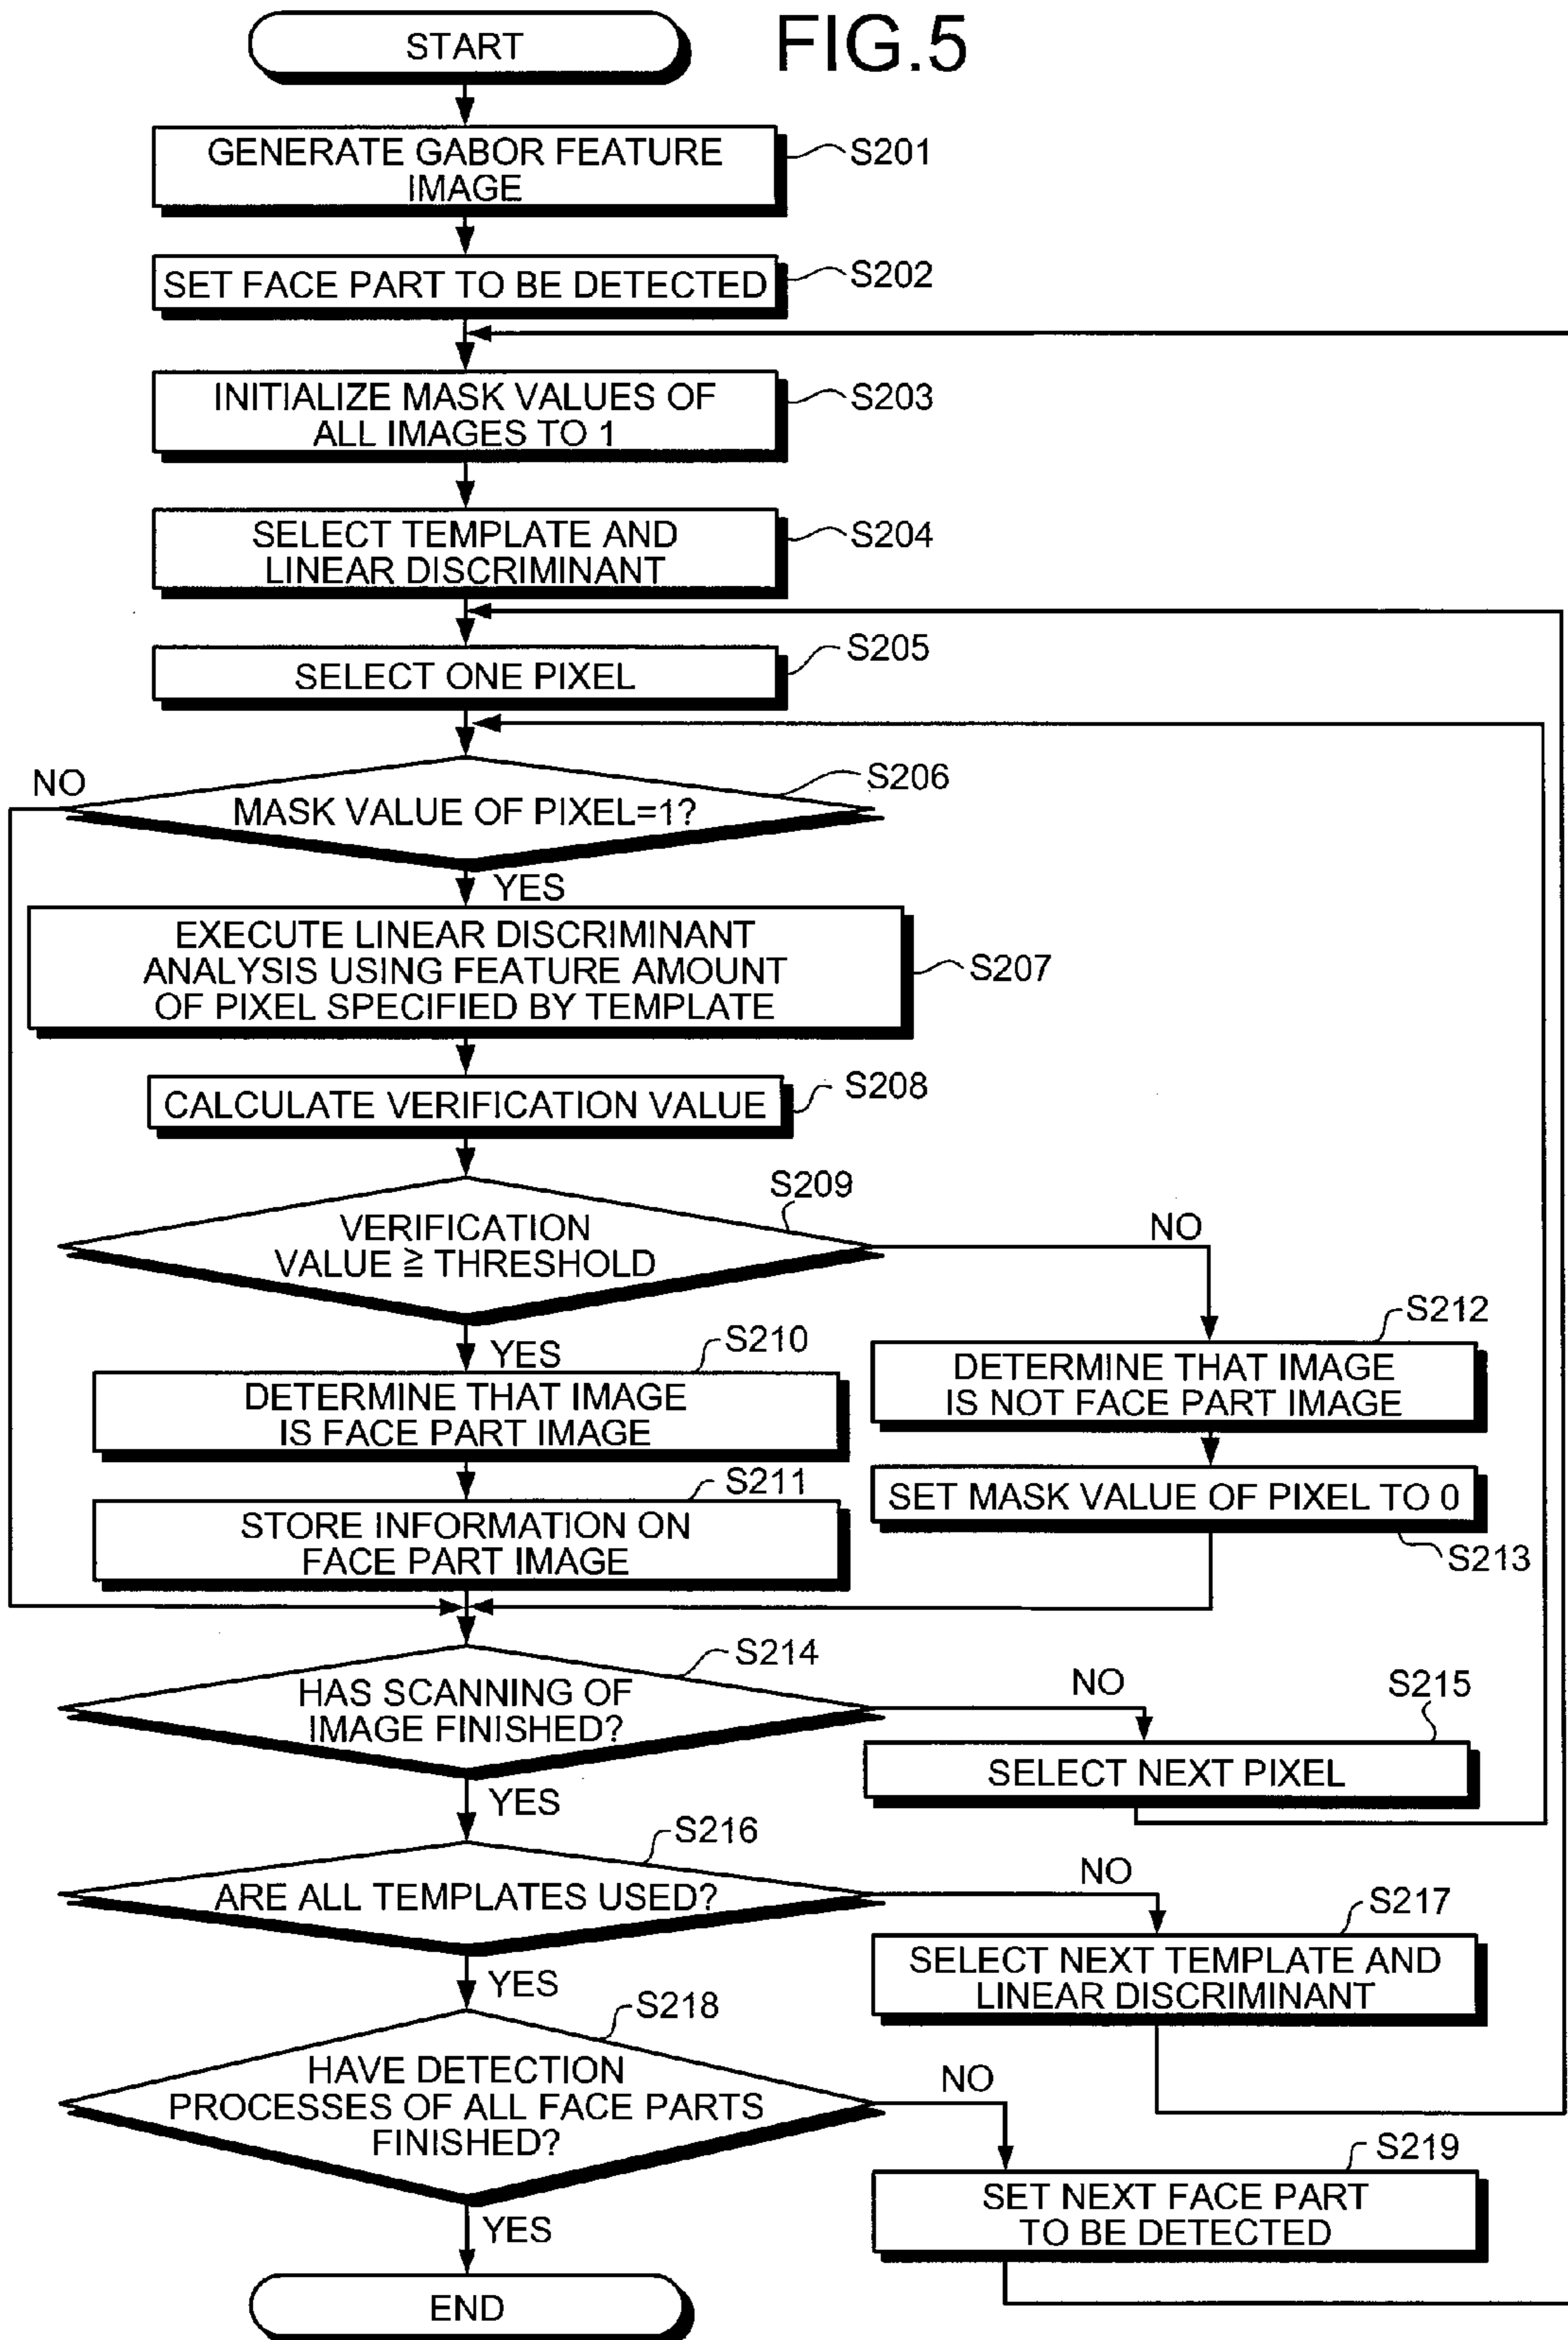 FIG.5
START
GENERATE GABOR FEATURE
IMAGE
S201
SET FACE PART TO BE DETECTED
S202
INITIALIZE MASK VALUES OF
ALL IMAGES TO 1
S203
SELECT TEMPLATE AND
LINEAR DISCRIMINANT
S204
SELECT ONE PIXEL
S205
NO
MASK VALUE OF PIXEL=1?
S206
YES
EXECUTE LINEAR DISCRIMINANT
ANALYSIS USING FEATURE AMOUNT
OF PIXEL SPECIFIED BY TEMPLATE
S207
CALCULATE VERIFICATION VALUE
S208
VERIFICATION
VALUE ≧ THRESHOLD
S209
NO
YES
S210
DETERMINE THAT IMAGE
IS FACE PART IMAGE
S212
DETERMINE THAT IMAGE
IS NOT FACE PART IMAGE
S211
STORE INFORMATION ON
FACE PART IMAGE
SET MASK VALUE OF PIXEL TO 0
S213
HAS SCANNING OF
IMAGE FINISHED?
S214
NO
S215
SELECT NEXT PIXEL
YES
S216
ARE ALL TEMPLATES USED?
NO
S217
SELECT NEXT TEMPLATE AND
LINEAR DISCRIMINANT
YES
S218
HAVE DETECTION
PROCESSES OF ALL FACE PARTS
FINISHED?
NO
S219
SET NEXT FACE PART
TO BE DETECTED
YES
END